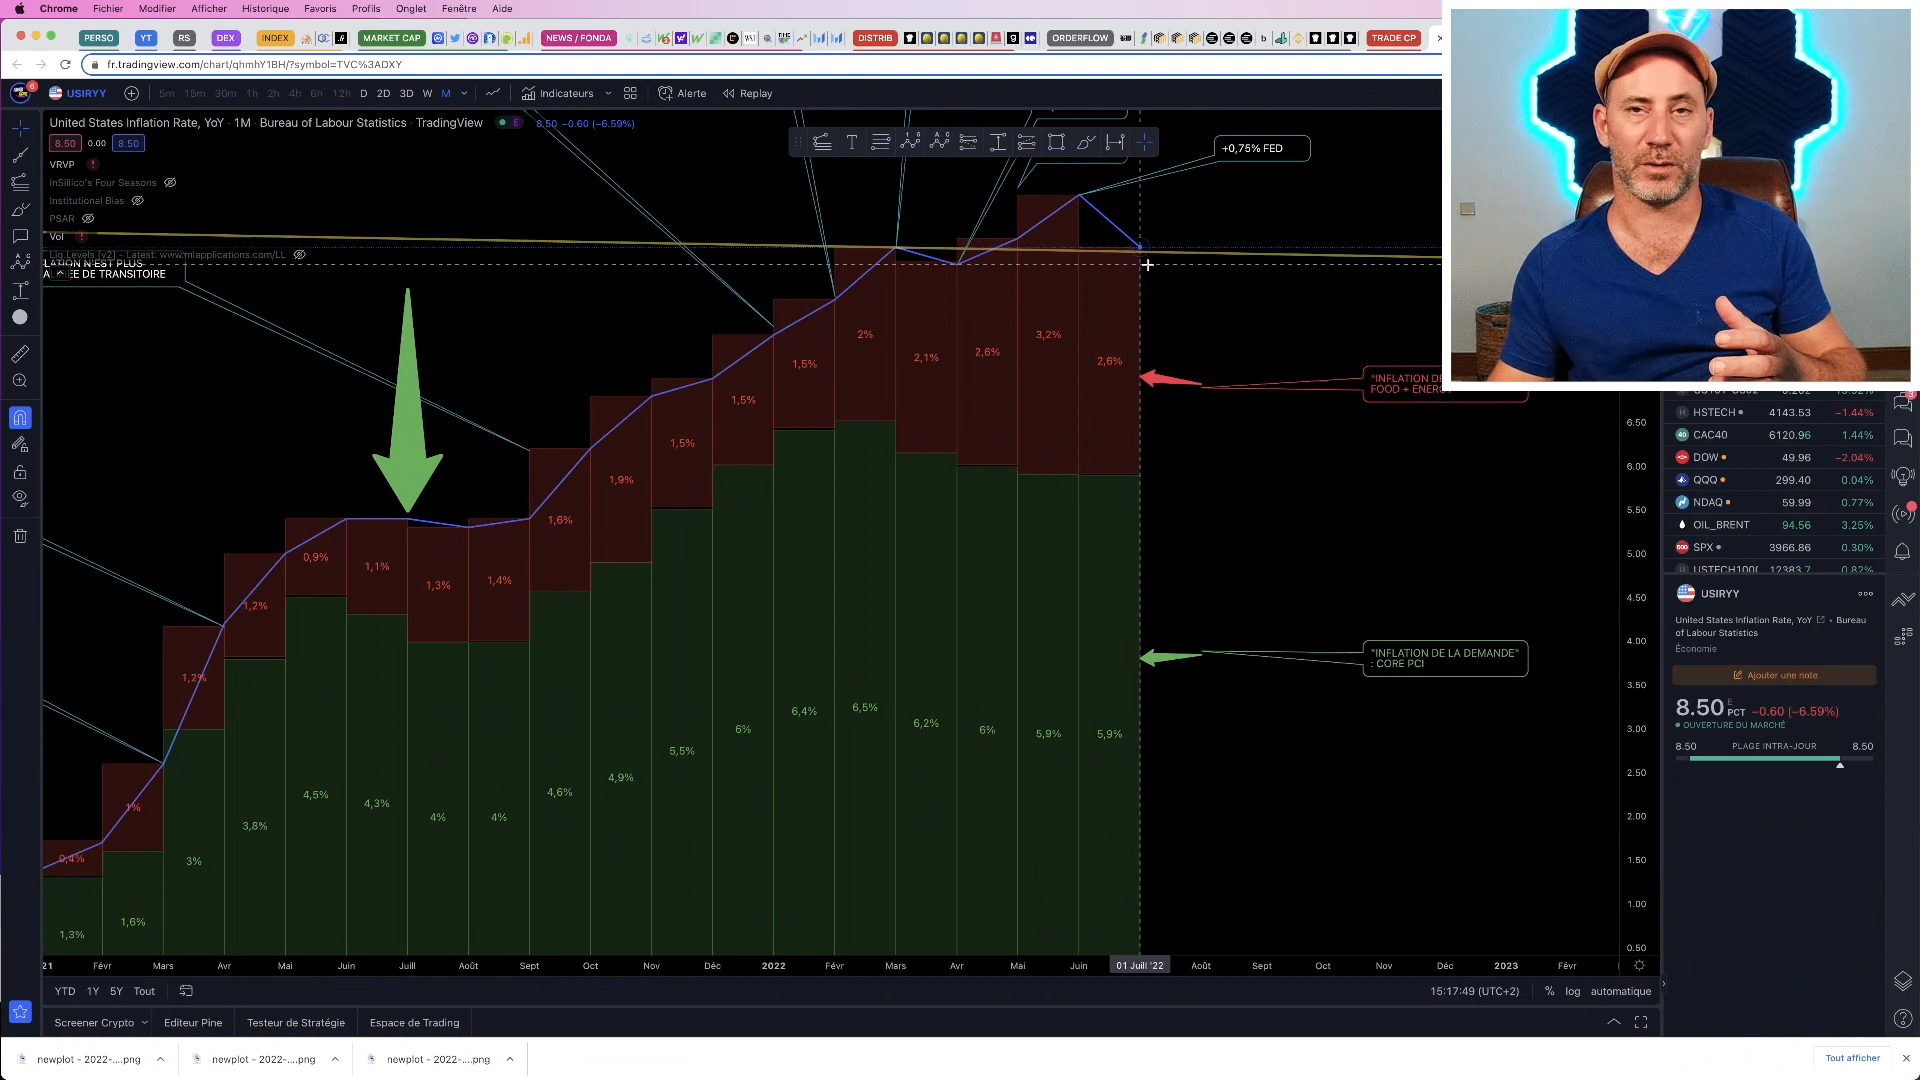 Chrome Fichier Modifier Afficher Historique Favoris Profils Onglet Fenêtre Aide
PERSO YT RS DEX INDEX MARKET CAP NEWS / FONDA DISTRIB ORDERFLOW TRADE CP
fr.tradingview.com/chart/qhmhY1BH/?symbol=TVC%3ADXY
6 USIRYY 5m 15m 30m 1h 2h 4h 6h 12h D 2D 3D W M Indicateurs Alerte Replay
United States Inflation Rate, YoY · 1M · Bureau of Labour Statistics · TradingView E 8.50 −0.60 (−6.59%)
8.50 0.00 8.50
VRVP
InSillico's Four Seasons
Institutional Bias
PSAR
Vol
DE TRANSITOIRE
+0,75% FED
0,4% 1% 1,2% 1,2% 0,9% 1,1% 1,3% 1,4% 1,6% 1,9% 1,5% 1,5% 1,5% 2% 2,1% 2,6% 3,2% 2,6%
1,3% 1,6% 3% 3,8% 4,5% 4,3% 4% 4% 4,6% 4,9% 5,5% 6% 6,4% 6,5% 6,2% 6% 5,9% 5,9%
"INFLATION DE
FOOD +
"INFLATION DE LA DEMANDE"
: CORE PCI
6.50
6.00
5.50
5.00
4.50
4.00
3.50
3.00
2.50
2.00
1.50
1.00
0.50
21 Févr Mars Avr Mai Juin Juill Août Sept Oct Nov Déc 2022 Févr Mars Avr Mai Juin 01 Juill '22 Août Sept Oct Nov Déc 2023 Févr
YTD 1Y 5Y Tout 15:17:49 (UTC+2) % log automatique
Screener Crypto Editeur Pine Testeur de Stratégie Espace de Trading
HSTECH 4143.53 −1.44%
CAC40 6120.96 1.44%
DOW 49.96 −2.04%
QQQ 299.40 0.04%
NDAQ 59.99 0.77%
OIL_BRENT 94.56 3.25%
SPX 3966.86 0.30%
12383.7 0.82%
USIRYY
United States Inflation Rate, YoY • Bureau
of Labour Statistics
Économie
Ajouter une note
8.50 E PCT −0.60 (−6.59%)
OUVERTURE DU MARCHÉ
8.50 PLAGE INTRA-JOUR 8.50
newplot - 2022-....png newplot - 2022-....png newplot - 2022-....png Tout afficher